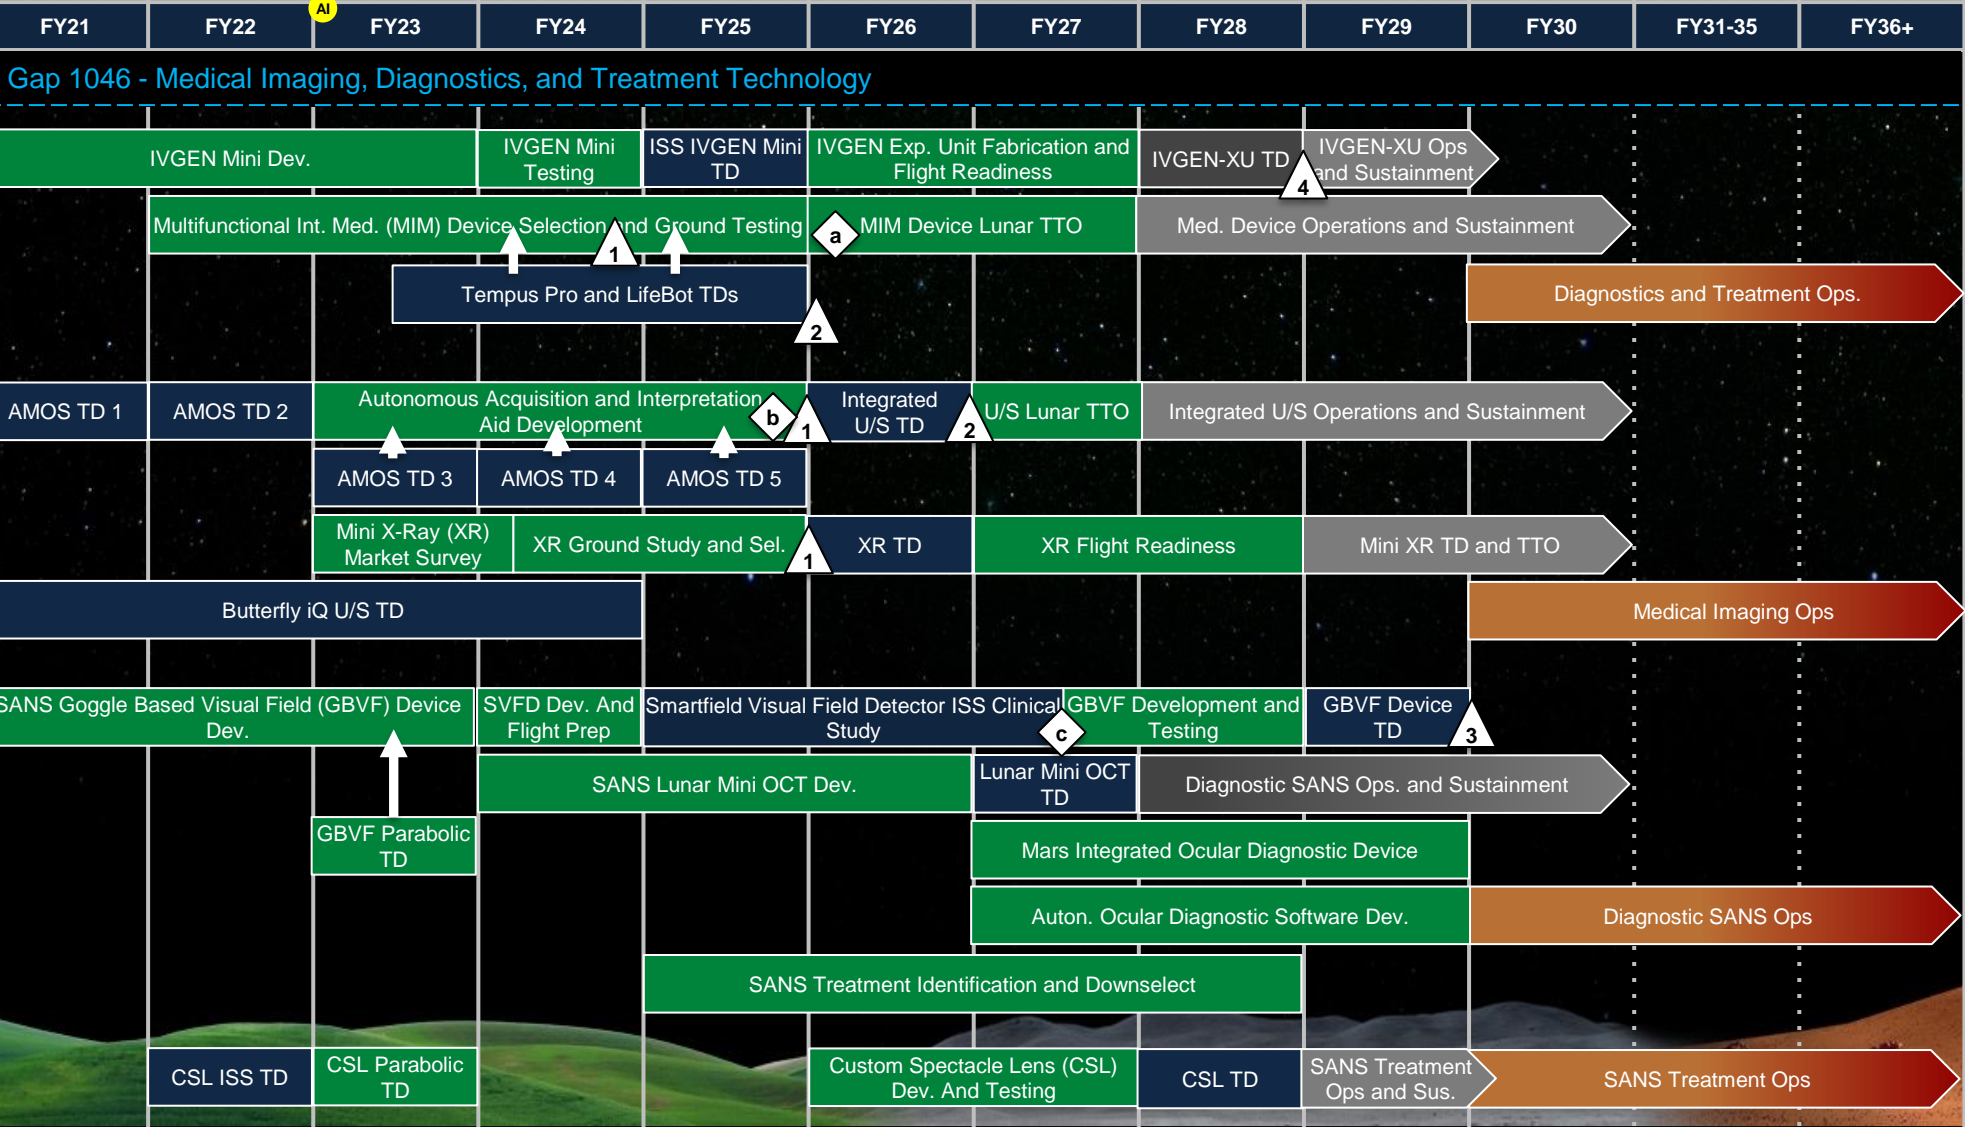 AI
FY21 FY22 FY23 FY24 FY25 FY26 FY27 FY28 FY29 FY30 FY31-35 FY36+
Gap 1046 - Medical Imaging, Diagnostics, and Treatment Technology
IVGEN Mini Dev.
IVGEN Mini
Testing
ISS IVGEN Mini
TD
IVGEN Exp. Unit Fabrication and
Flight Readiness
IVGEN-XU TD
4
IVGEN-XU Ops
and Sustainment
Multifunctional Int. Med. (MIM) Device Selection and Ground Testing
1
a
MIM Device Lunar TTO
Med. Device Operations and Sustainment
Tempus Pro and LifeBot TDs
2
Diagnostics and Treatment Ops.
AMOS TD 1
AMOS TD 2
Autonomous Acquisition and Interpretation
Aid Development
b
1
Integrated
U/S TD
2
U/S Lunar TTO
Integrated U/S Operations and Sustainment
AMOS TD 3
AMOS TD 4
AMOS TD 5
Mini X-Ray (XR)
Market Survey
XR Ground Study and Sel.
1
XR TD
XR Flight Readiness
Mini XR TD and TTO
Butterfly iQ U/S TD
Medical Imaging Ops
SANS Goggle Based Visual Field (GBVF) Device
Dev.
SVFD Dev. And
Flight Prep
Smartfield Visual Field Detector ISS Clinical
Study
c
GBVF Development and
Testing
GBVF Device
TD
3
SANS Lunar Mini OCT Dev.
Lunar Mini OCT
TD
Diagnostic SANS Ops. and Sustainment
GBVF Parabolic
TD
Mars Integrated Ocular Diagnostic Device
Auton. Ocular Diagnostic Software Dev.
Diagnostic SANS Ops
SANS Treatment Identification and Downselect
CSL ISS TD
CSL Parabolic
TD
Custom Spectacle Lens (CSL)
Dev. And Testing
CSL TD
SANS Treatment
Ops and Sus.
SANS Treatment Ops